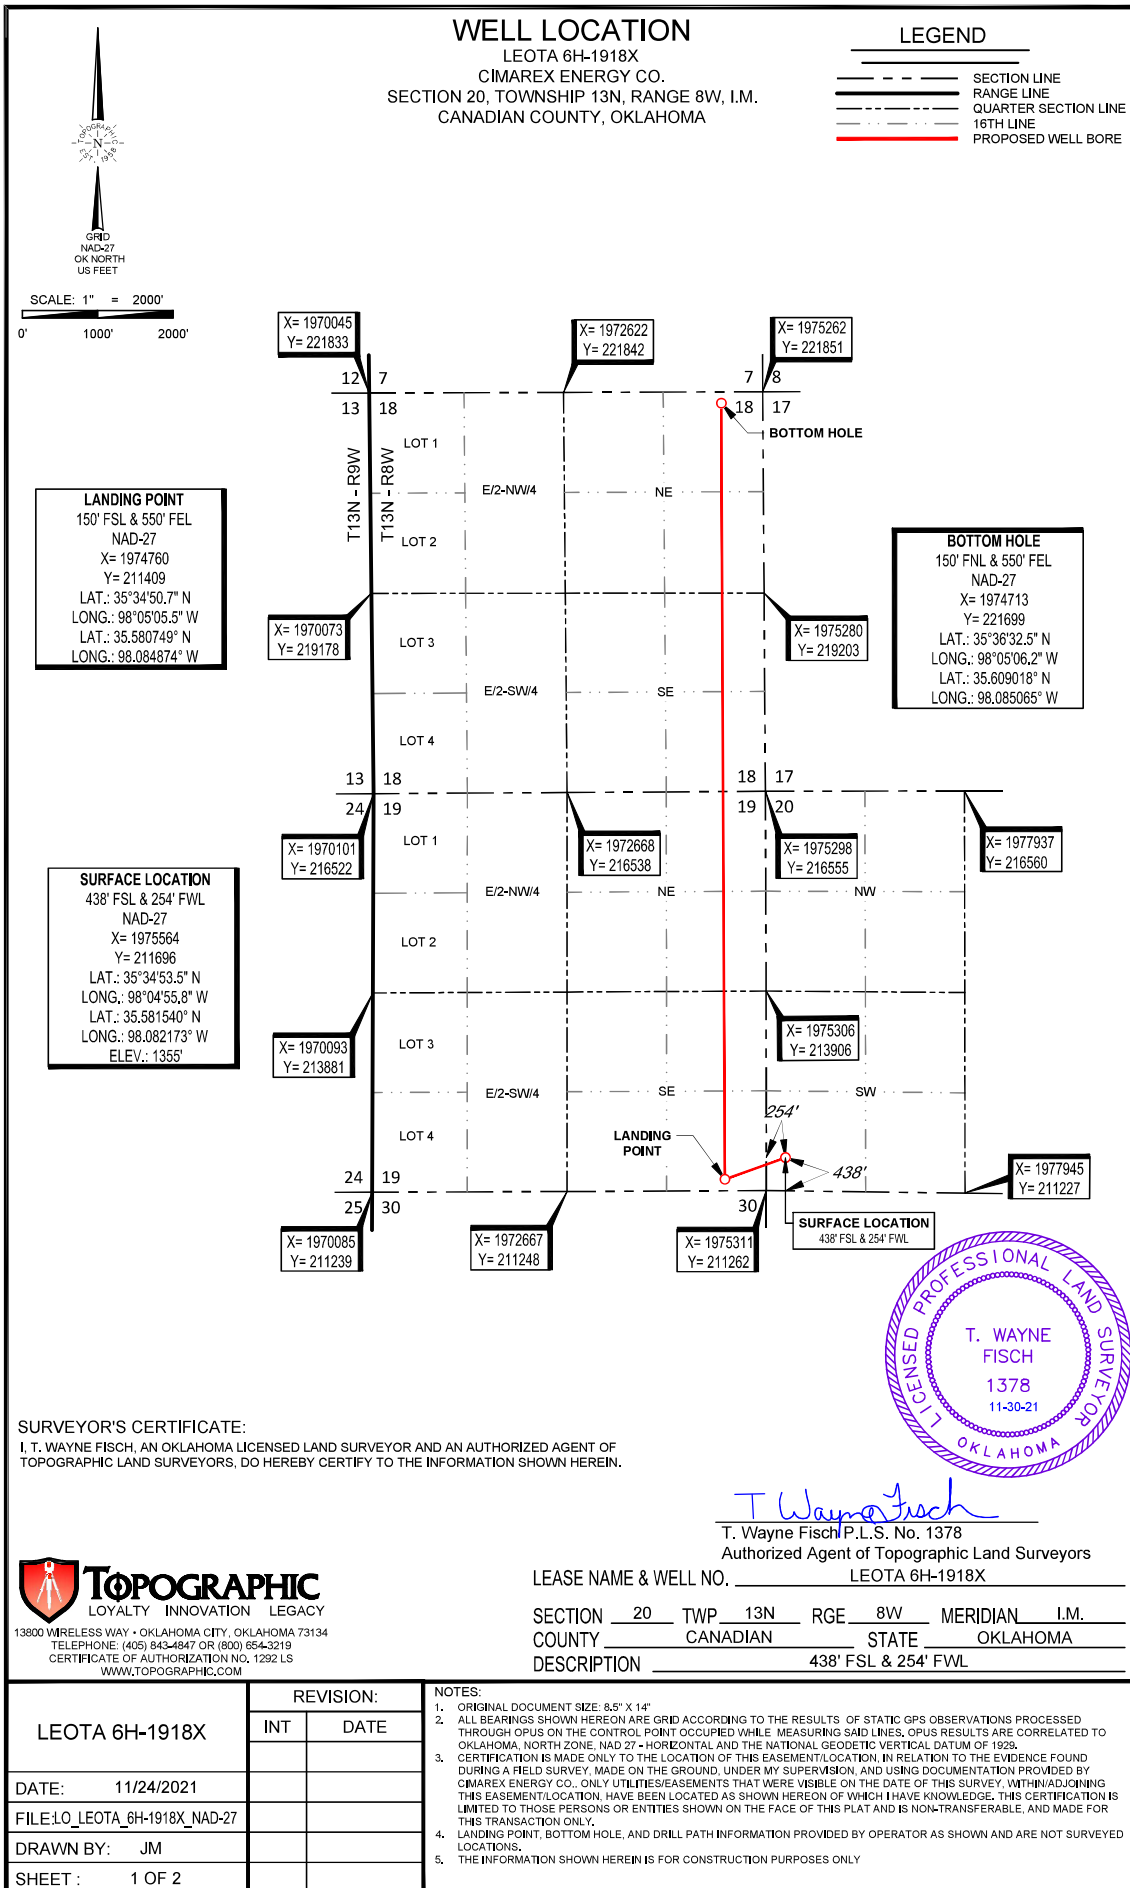 WELL LOCATION
LEOTA 6H-1918X
CIMAREX ENERGY CO.
SECTION 20, TOWNSHIP 13N, RANGE 8W, I.M.
CANADIAN COUNTY, OKLAHOMA
LEGEND
SECTION LINE
RANGE LINE
QUARTER SECTION LINE
16TH LINE
PROPOSED WELL BORE
TOPOGRAPHIC
N
EST. 1958
GRID
NAD-27
OK NORTH
US FEET
SCALE: 1" = 2000'
0' 1000' 2000'
X= 1970045
Y= 221833
X= 1972622
Y= 221842
X= 1975262
Y= 221851
12 7
13 18
7 8
18 17
BOTTOM HOLE
T13N - R9W
T13N - R8W
LOT 1
E/2-NW/4
NE
LOT 2
LANDING POINT
150' FSL & 550' FEL
NAD-27
X= 1974760
Y= 211409
LAT.: 35°34'50.7" N
LONG.: 98°05'05.5" W
LAT.: 35.580749° N
LONG.: 98.084874° W
BOTTOM HOLE
150' FNL & 550' FEL
NAD-27
X= 1974713
Y= 221699
LAT.: 35°36'32.5" N
LONG.: 98°05'06.2" W
LAT.: 35.609018° N
LONG.: 98.085065° W
X= 1970073
Y= 219178
X= 1975280
Y= 219203
LOT 3
E/2-SW/4
SE
LOT 4
13 18
24 19
18 17
19 20
X= 1970101
Y= 216522
X= 1972668
Y= 216538
X= 1975298
Y= 216555
X= 1977937
Y= 216560
LOT 1
E/2-NW/4
NE
NW
LOT 2
SURFACE LOCATION
438' FSL & 254' FWL
NAD-27
X= 1975564
Y= 211696
LAT.: 35°34'53.5" N
LONG.: 98°04'55.8" W
LAT.: 35.581540° N
LONG.: 98.082173° W
ELEV.: 1355'
X= 1970093
Y= 213881
X= 1975306
Y= 213906
LOT 3
E/2-SW/4
SE
SW
254'
LOT 4
LANDING
POINT
438'
24 19
25 30
30
X= 1977945
Y= 211227
SURFACE LOCATION
438' FSL & 254' FWL
X= 1970085
Y= 211239
X= 1972667
Y= 211248
X= 1975311
Y= 211262
LICENSED PROFESSIONAL LAND SURVEYOR
T. WAYNE
FISCH
1378
11-30-21
OKLAHOMA
SURVEYOR'S CERTIFICATE:
I, T. WAYNE FISCH, AN OKLAHOMA LICENSED LAND SURVEYOR AND AN AUTHORIZED AGENT OF
TOPOGRAPHIC LAND SURVEYORS, DO HEREBY CERTIFY TO THE INFORMATION SHOWN HEREIN.
T Wayne Fisch
T. Wayne Fisch P.L.S. No. 1378
Authorized Agent of Topographic Land Surveyors
TOPOGRAPHIC
LOYALTY INNOVATION LEGACY
13800 WIRELESS WAY • OKLAHOMA CITY, OKLAHOMA 73134
TELEPHONE: (405) 843-4847 OR (800) 654-3219
CERTIFICATE OF AUTHORIZATION NO. 1292 LS
WWW.TOPOGRAPHIC.COM
LEASE NAME & WELL NO. LEOTA 6H-1918X
SECTION 20 TWP 13N RGE 8W MERIDIAN I.M.
COUNTY CANADIAN STATE OKLAHOMA
DESCRIPTION 438' FSL & 254' FWL
LEOTA 6H-1918X
REVISION:
INT DATE
DATE: 11/24/2021
FILE:LO_LEOTA_6H-1918X_NAD-27
DRAWN BY: JM
SHEET : 1 OF 2
NOTES:
1. ORIGINAL DOCUMENT SIZE: 8.5" X 14"
2. ALL BEARINGS SHOWN HEREON ARE GRID ACCORDING TO THE RESULTS OF STATIC GPS OBSERVATIONS PROCESSED
THROUGH OPUS ON THE CONTROL POINT OCCUPIED WHILE MEASURING SAID LINES. OPUS RESULTS ARE CORRELATED TO
OKLAHOMA, NORTH ZONE, NAD 27 - HORIZONTAL AND THE NATIONAL GEODETIC VERTICAL DATUM OF 1929.
3. CERTIFICATION IS MADE ONLY TO THE LOCATION OF THIS EASEMENT/LOCATION, IN RELATION TO THE EVIDENCE FOUND
DURING A FIELD SURVEY, MADE ON THE GROUND, UNDER MY SUPERVISION, AND USING DOCUMENTATION PROVIDED BY
CIMAREX ENERGY CO.. ONLY UTILITIES/EASEMENTS THAT WERE VISIBLE ON THE DATE OF THIS SURVEY, WITHIN/ADJOINING
THIS EASEMENT/LOCATION, HAVE BEEN LOCATED AS SHOWN HEREON OF WHICH I HAVE KNOWLEDGE. THIS CERTIFICATION IS
LIMITED TO THOSE PERSONS OR ENTITIES SHOWN ON THE FACE OF THIS PLAT AND IS NON-TRANSFERABLE, AND MADE FOR
THIS TRANSACTION ONLY.
4. LANDING POINT, BOTTOM HOLE, AND DRILL PATH INFORMATION PROVIDED BY OPERATOR AS SHOWN AND ARE NOT SURVEYED
LOCATIONS.
5. THE INFORMATION SHOWN HEREIN IS FOR CONSTRUCTION PURPOSES ONLY